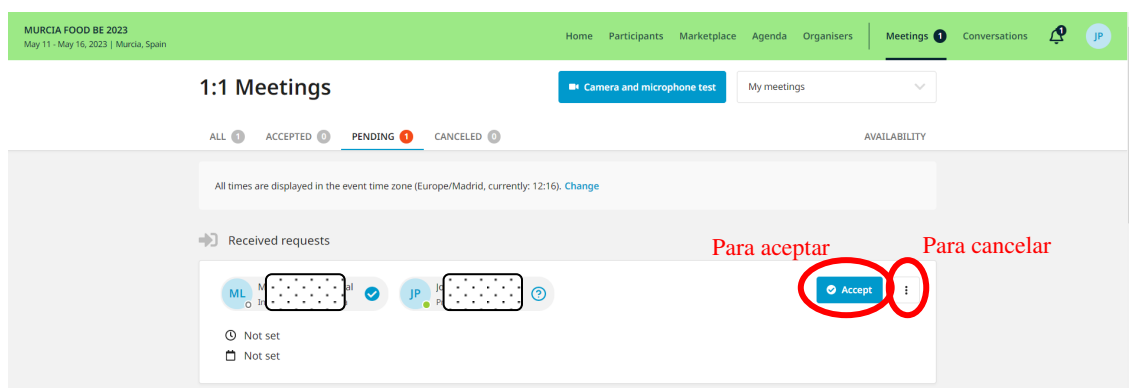 MURCIA FOOD BE 2023
May 11 - May 16, 2023 | Murcia, Spain
Home Participants Marketplace Agenda Organisers Meetings 1 Conversations 1 JP
1:1 Meetings
Camera and microphone test
My meetings
ALL 1 ACCEPTED 0 PENDING 1 CANCELED 0 AVAILABILITY
All times are displayed in the event time zone (Europe/Madrid, currently: 12:16). Change
Received requests
Para aceptar Para cancelar
ML JP Accept
Not set
Not set